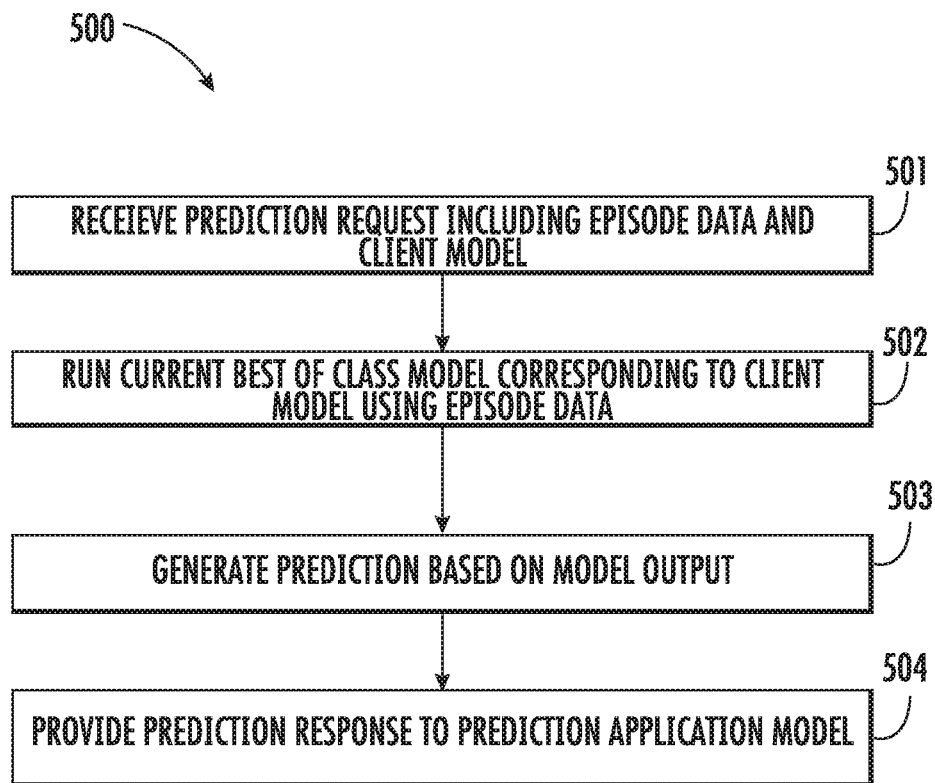 500
501
RECEIEVE PREDICTION REQUEST INCLUDING EPISODE DATA AND
CLIENT MODEL
502
RUN CURRENT BEST OF CLASS MODEL CORRESPONDING TO CLIENT
MODEL USING EPISODE DATA
503
GENERATE PREDICTION BASED ON MODEL OUTPUT
504
PROVIDE PREDICTION RESPONSE TO PREDICTION APPLICATION MODEL